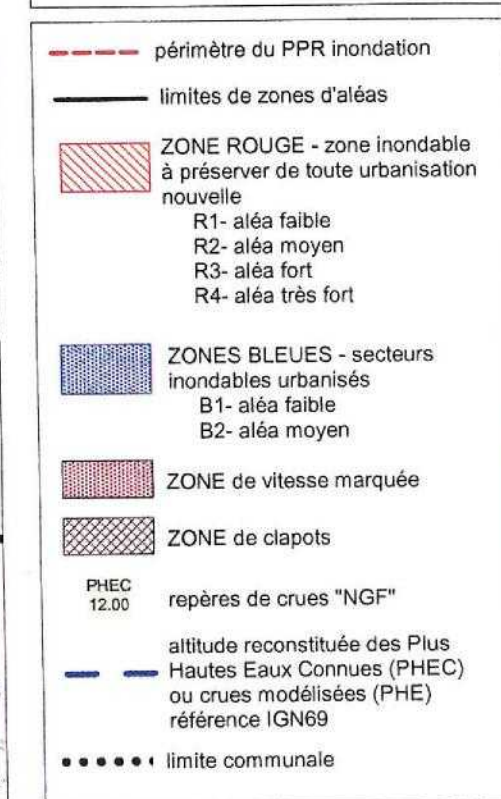 périmètre du PPR inondation
limites de zones d'aléas
ZONE ROUGE - zone inondable
à préserver de toute urbanisation
nouvelle
R1- aléa faible
R2- aléa moyen
R3- aléa fort
R4- aléa très fort
ZONES BLEUES - secteurs
inondables urbanisés
B1- aléa faible
B2- aléa moyen
ZONE de vitesse marquée
ZONE de clapots
PHEC
12.00
repères de crues "NGF"
altitude reconstituée des Plus
Hautes Eaux Connues (PHEC)
ou crues modélisées (PHE)
référence IGN69
limite communale